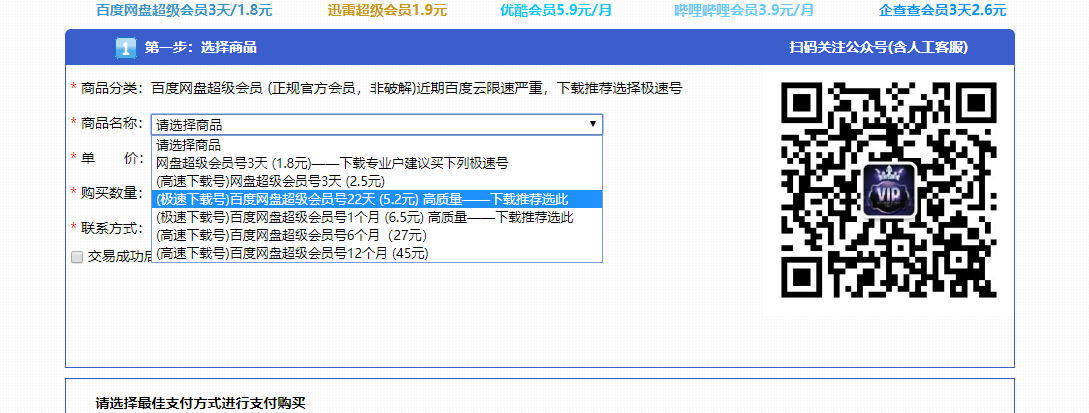 百度网盘超级会员3天/1.8元 迅雷超级会员1.9元 优酷会员5.9元/月 哔哩哔哩会员3.9元/月 企查查会员3天2.6元
1 第一步：选择商品 扫码关注公众号(含人工客服)
* 商品分类：百度网盘超级会员 (正规官方会员，非破解)近期百度云限速严重，下载推荐选择极速号
* 商品名称： 请选择商品
请选择商品
* 单 价： 网盘超级会员号3天 (1.8元)——下载专业户建议买下列极速号
(高速下载号)网盘超级会员号3天 (2.5元)
* 购买数量： (极速下载号)百度网盘超级会员号22天 (5.2元) 高质量——下载推荐选此
(极速下载号)百度网盘超级会员号1个月 (6.5元) 高质量——下载推荐选此
* 联系方式： (高速下载号)百度网盘超级会员号6个月（27元）
(高速下载号)百度网盘超级会员号12个月 (45元)
交易成功后
VIP
请选择最佳支付方式进行支付购买